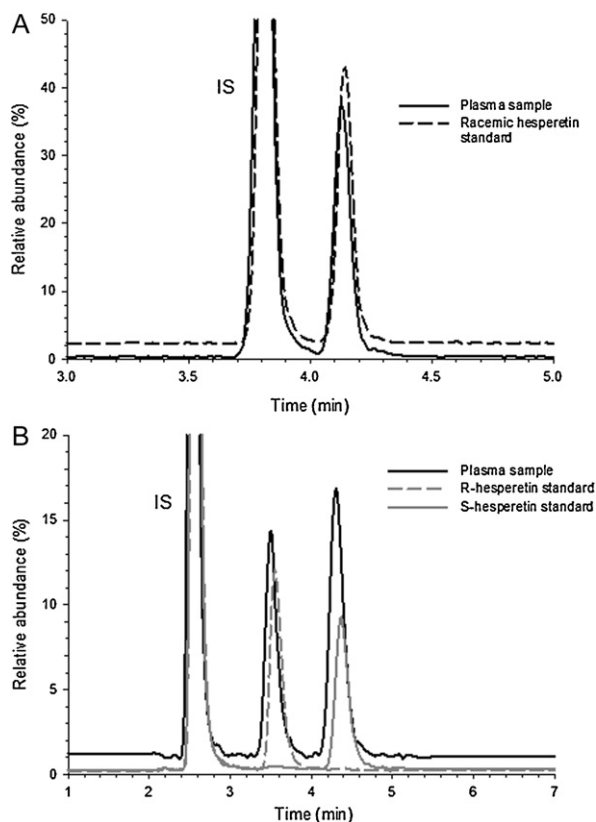 A
50
40
30
20
10
0
Relative abundance (%)
IS
Plasma sample
Racemic hesperetin
standard
3.0 3.5 4.0 4.5 5.0
Time (min)
B
20
15
10
5
0
Relative abundance (%)
IS
Plasma sample
R-hesperetin standard
S-hesperetin standard
1 2 3 4 5 6 7
Time (min)